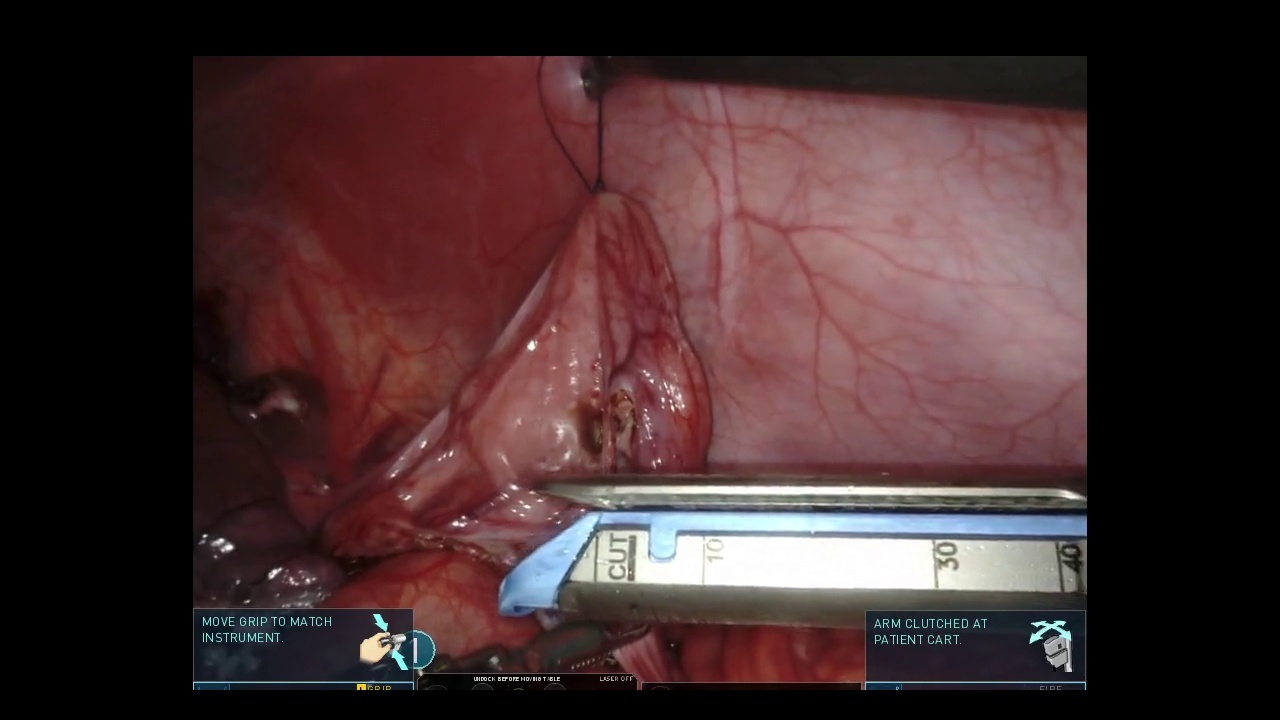 CUT
10
30
40
MOVE GRIP TO MATCH
INSTRUMENT.
ARM CLUTCHED AT
PATIENT CART.
UNDOCK BEFORE MOVING TABLE
LASER OFF
GRIP